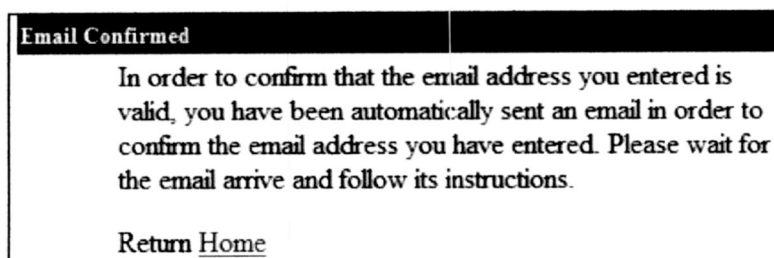 Email Confirmed
In order to confirm that the email address you entered is
valid, you have been automatically sent an email in order to
confirm the email address you have entered. Please wait for
the email arrive and follow its instructions.
Return Home